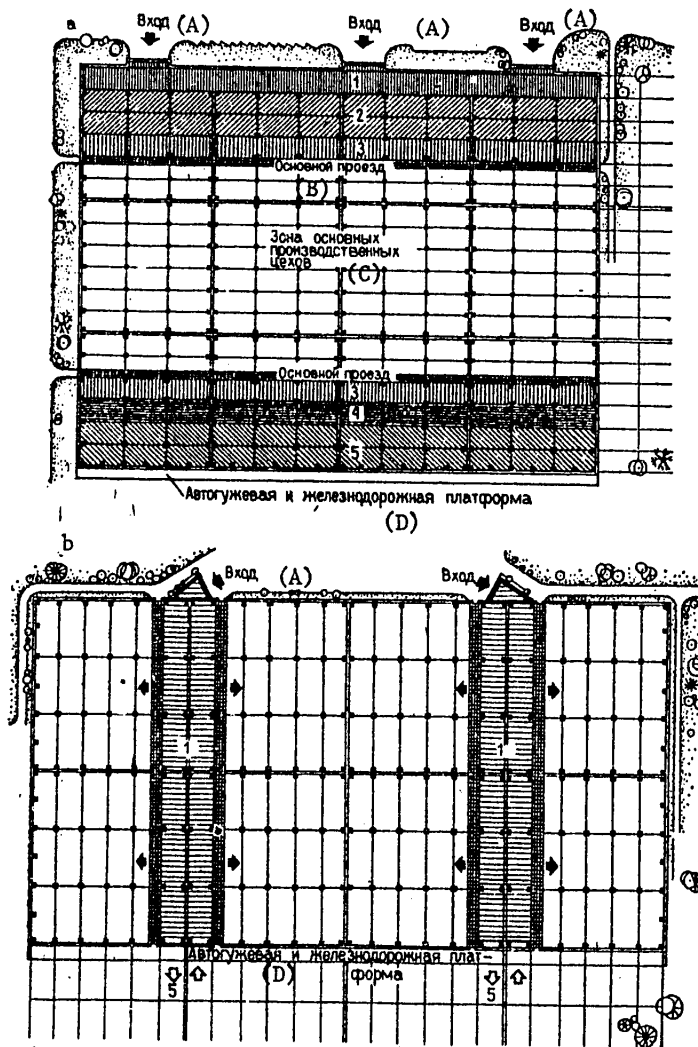 а
Вход (A) Вход (A) Вход (A)
1
2
3
Основной проезд
(B)
Зона основных
производственных
цехов
(C)
Основной проезд
3
4
5
Автогужевая и железнодорожная платформа
(D)
b
Вход (A) Вход
1 1
Автогужевая и железнодорожная плат-
(D) форма
5 5